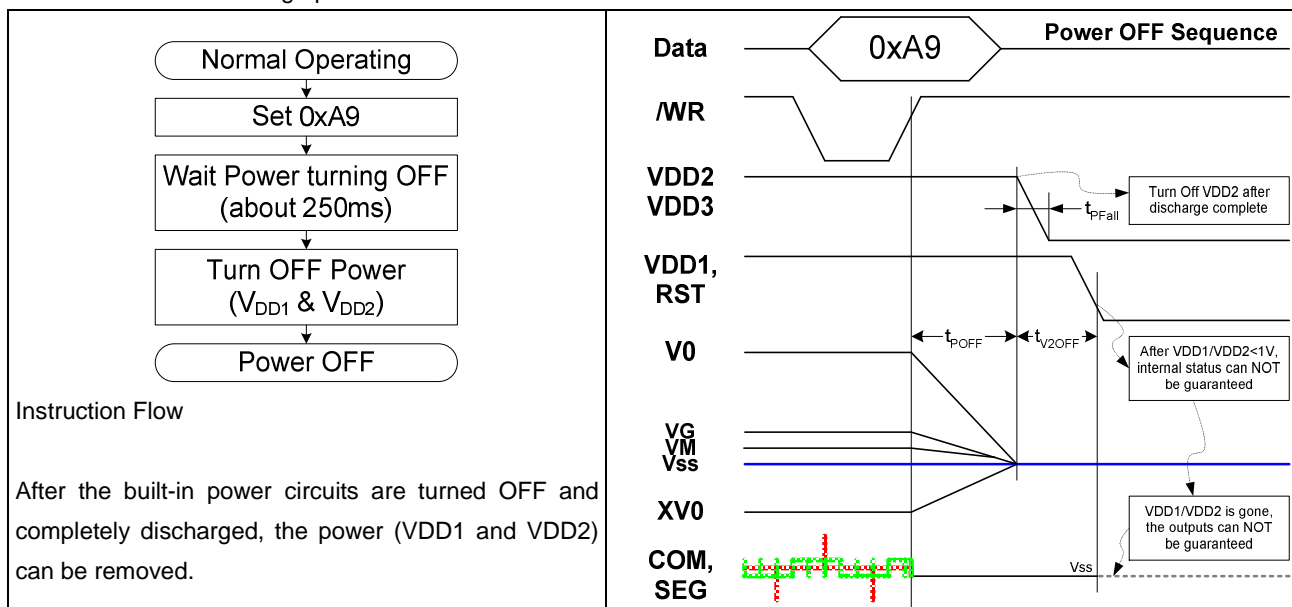 Normal Operating
Set 0xA9
Wait Power turning OFF
(about 250ms)
Turn OFF Power
(VDD1 & VDD2)
Power OFF
Instruction Flow
After the built-in power circuits are turned OFF and
completely discharged, the power (VDD1 and VDD2)
can be removed.
Power OFF Sequence
Data
0xA9
/WR
VDD2
VDD3
Turn Off VDD2 after
discharge complete
tPFall
VDD1,
RST
tPOFF
tV2OFF
V0
After VDD1/VDD2<1V,
internal status can NOT
be guaranteed
VG
VM
Vss
XV0
VDD1/VDD2 is gone,
the outputs can NOT
be guaranteed
COM,
SEG
Vss